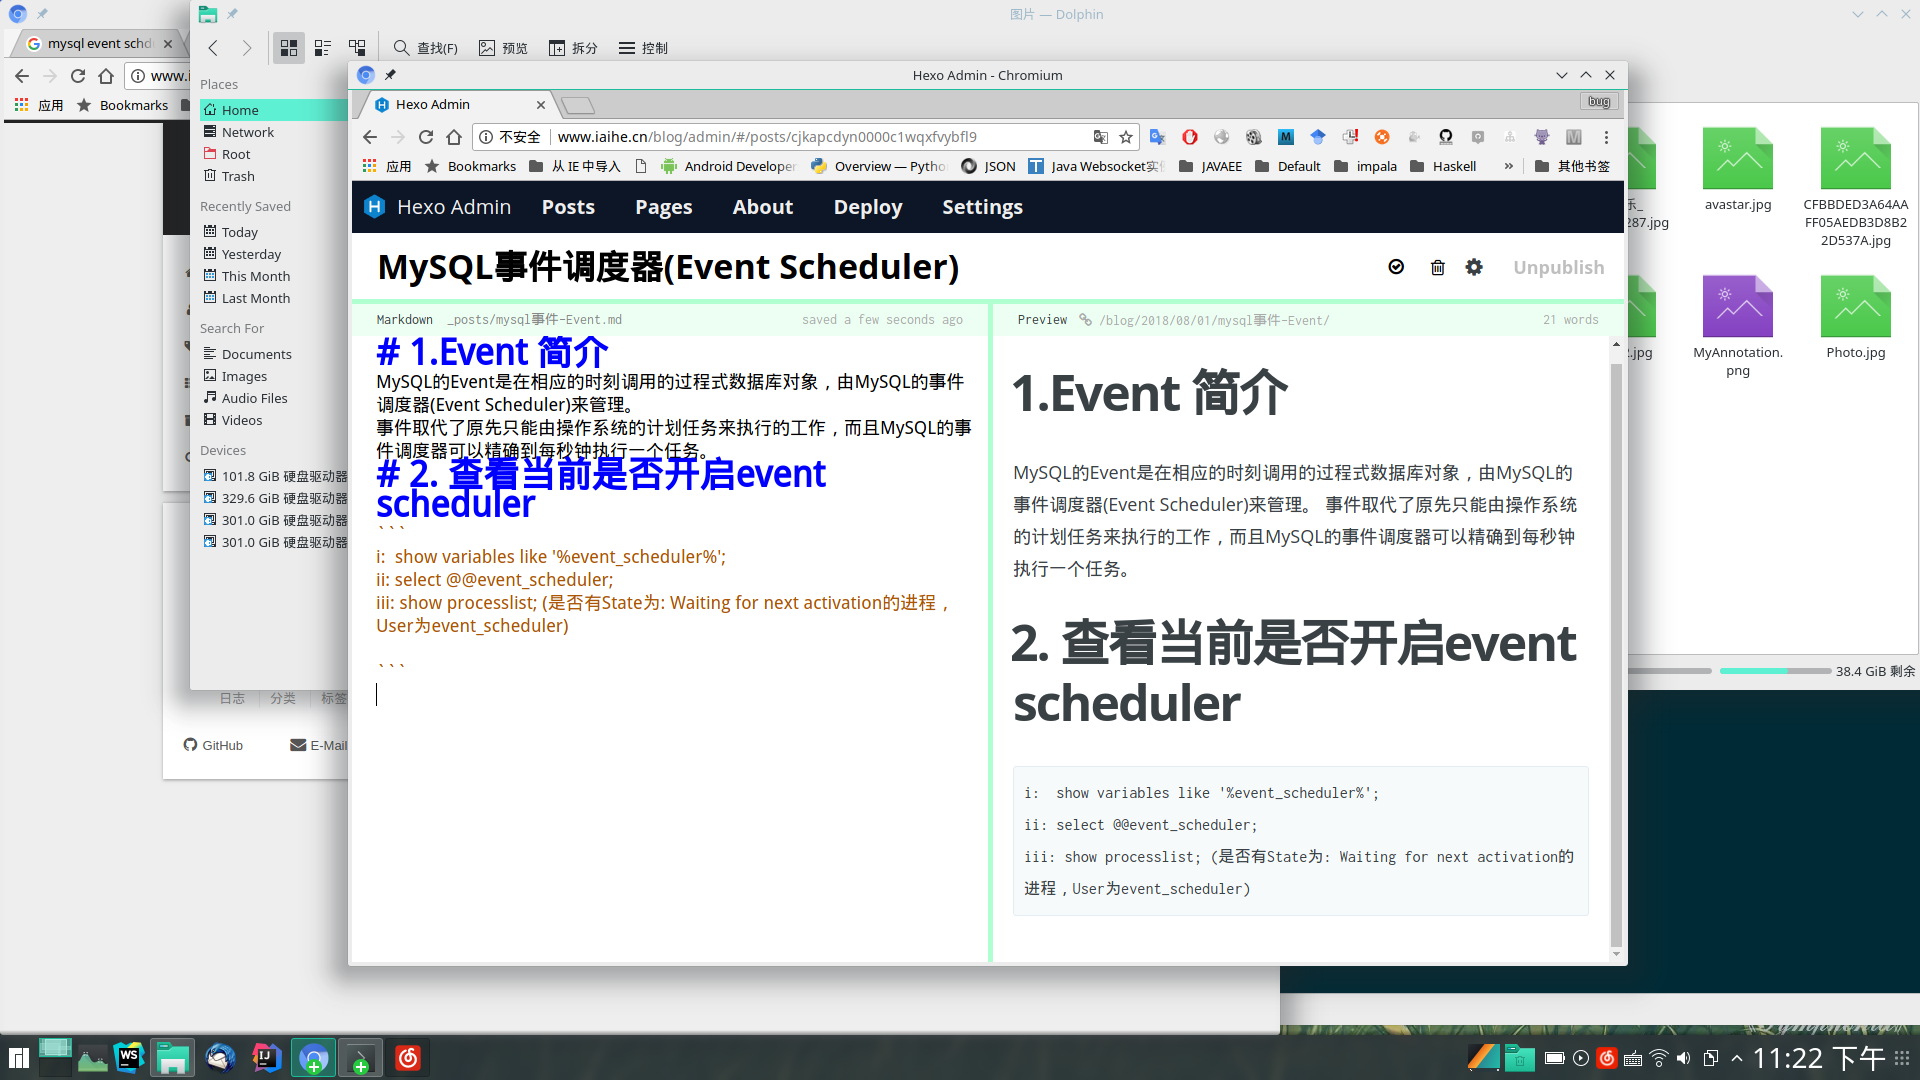 图片 — Dolphin
mysql event schd
www.i
应用 Bookmarks
查找(F) 预览 拆分 控制
Places
Home
Network
Root
Trash
Recently Saved
Today
Yesterday
This Month
Last Month
Search For
Documents
Images
Audio Files
Videos
Devices
101.8 GiB 硬盘驱动器
329.6 GiB 硬盘驱动器
301.0 GiB 硬盘驱动器
301.0 GiB 硬盘驱动器
日志 分类 标签
GitHub E-Mail
Hexo Admin - Chromium
Hexo Admin
bug
不安全 www.iaihe.cn/blog/admin/#/posts/cjkapcdyn0000c1wqxfvybfl9
应用 Bookmarks 从 IE 中导入 Android Developer Overview — Pytho JSON Java Websocket实 JAVAEE Default impala Haskell » 其他书签
Hexo Admin Posts Pages About Deploy Settings
MySQL事件调度器(Event Scheduler)
Unpublish
Markdown _posts/mysql事件-Event.md saved a few seconds ago
# 1.Event 简介
MySQL的Event是在相应的时刻调用的过程式数据库对象，由MySQL的事件
调度器(Event Scheduler)来管理。
事件取代了原先只能由操作系统的计划任务来执行的工作，而且MySQL的事
件调度器可以精确到每秒钟执行一个任务。
# 2. 查看当前是否开启event
scheduler
```
i:  show variables like '%event_scheduler%';
ii: select @@event_scheduler;
iii: show processlist; (是否有State为: Waiting for next activation的进程，
User为event_scheduler)
```
Preview /blog/2018/08/01/mysql事件-Event/ 21 words
1.Event 简介
MySQL的Event是在相应的时刻调用的过程式数据库对象，由MySQL的
事件调度器(Event Scheduler)来管理。 事件取代了原先只能由操作系统
的计划任务来执行的工作，而且MySQL的事件调度器可以精确到每秒钟
执行一个任务。
2. 查看当前是否开启event
scheduler
i:  show variables like '%event_scheduler%';
ii: select @@event_scheduler;
iii: show processlist; (是否有State为: Waiting for next activation的
进程，User为event_scheduler)
乐_
287.jpg
avastar.jpg
CFBBDED3A64AA
FF05AEDB3D8B2
2D537A.jpg
2.jpg
MyAnnotation.
png
Photo.jpg
38.4 GiB 剩余
WS
IJ
11:22 下午